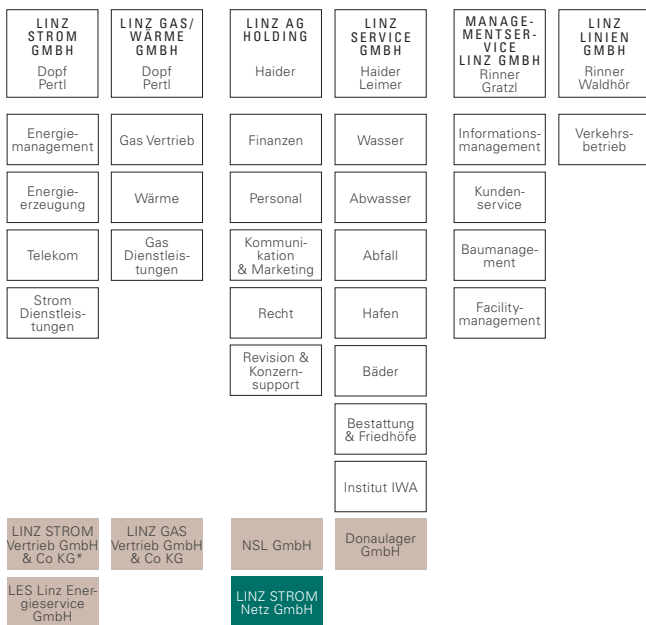 LINZ
STROM
GMBH
Dopf
Pertl
LINZ GAS/
WÄRME
GMBH
Dopf
Pertl
LINZ AG
HOLDING
Haider
LINZ
SERVICE
GMBH
Haider
Leimer
MANAGE-
MENTSER-
VICE
LINZ GMBH
Rinner
Gratzl
LINZ
LINIEN
GMBH
Rinner
Waldhör
Energie-
management
Gas Vertrieb
Finanzen
Wasser
Informations-
management
Verkehrs-
betrieb
Energie-
erzeugung
Wärme
Personal
Abwasser
Kunden-
service
Telekom
Gas
Dienstleis-
tungen
Kommuni-
kation
& Marketing
Abfall
Baumanage-
ment
Strom
Dienstleis-
tungen
Recht
Hafen
Facility-
management
Revision &
Konzern-
support
Bäder
Bestattung
& Friedhöfe
Institut IWA
LINZ STROM
Vertrieb GmbH
& Co KG*
LINZ GAS
Vertrieb GmbH
& Co KG
NSL GmbH
Donaulager
GmbH
LES Linz Ener-
gieservice
GmbH
LINZ STROM
Netz GmbH